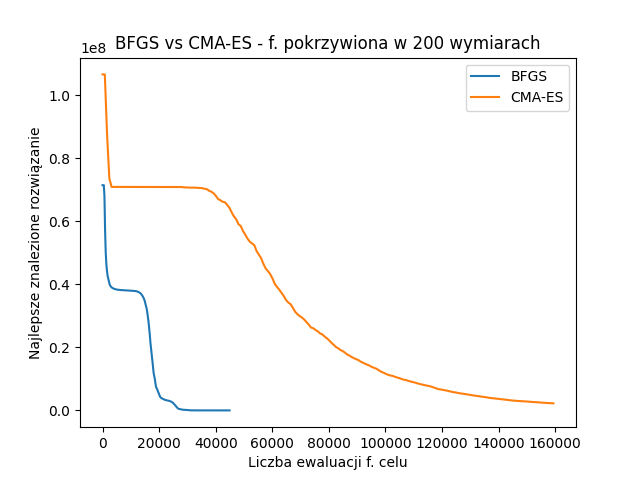 BFGS vs CMA-ES - f. pokrzywiona w 200 wymiarach
1e8
BFGS
CMA-ES
Najlepsze znalezione rozwiązanie
1.0
0.8
0.6
0.4
0.2
0.0
0 20000 40000 60000 80000 100000 120000 140000 160000
Liczba ewaluacji f. celu